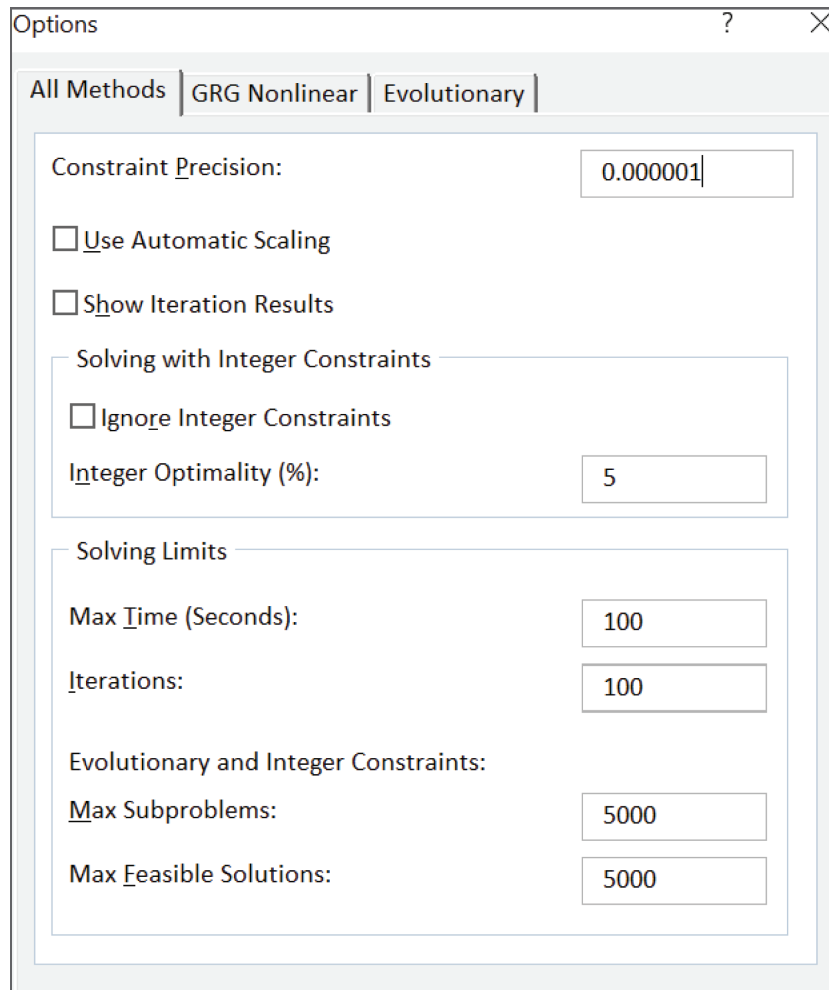 Options ?
All Methods GRG Nonlinear Evolutionary
Constraint Precision: 0.000001
Use Automatic Scaling
Show Iteration Results
Solving with Integer Constraints
Ignore Integer Constraints
Integer Optimality (%): 5
Solving Limits
Max Time (Seconds): 100
Iterations: 100
Evolutionary and Integer Constraints:
Max Subproblems: 5000
Max Feasible Solutions: 5000